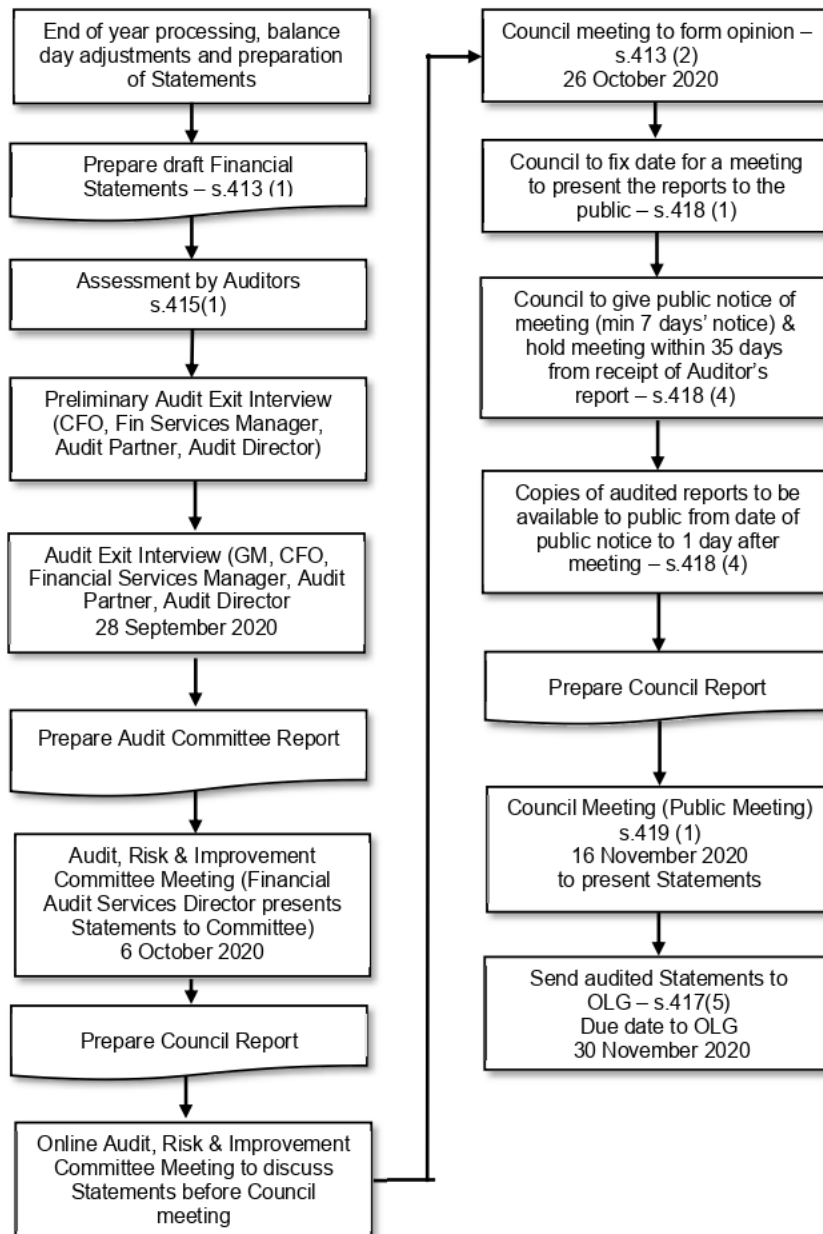 End of year processing, balance
day adjustments and preparation
of Statements
Prepare draft Financial
Statements – s.413 (1)
Assessment by Auditors
s.415(1)
Preliminary Audit Exit Interview
(CFO, Fin Services Manager,
Audit Partner, Audit Director)
Audit Exit Interview (GM, CFO,
Financial Services Manager, Audit
Partner, Audit Director
28 September 2020
Prepare Audit Committee Report
Audit, Risk & Improvement
Committee Meeting (Financial
Audit Services Director presents
Statements to Committee)
6 October 2020
Prepare Council Report
Online Audit, Risk & Improvement
Committee Meeting to discuss
Statements before Council
meeting
Council meeting to form opinion –
s.413 (2)
26 October 2020
Council to fix date for a meeting
to present the reports to the
public – s.418 (1)
Council to give public notice of
meeting (min 7 days' notice) &
hold meeting within 35 days
from receipt of Auditor's
report – s.418 (4)
Copies of audited reports to be
available to public from date of
public notice to 1 day after
meeting – s.418 (4)
Prepare Council Report
Council Meeting (Public Meeting)
s.419 (1)
16 November 2020
to present Statements
Send audited Statements to
OLG – s.417(5)
Due date to OLG
30 November 2020